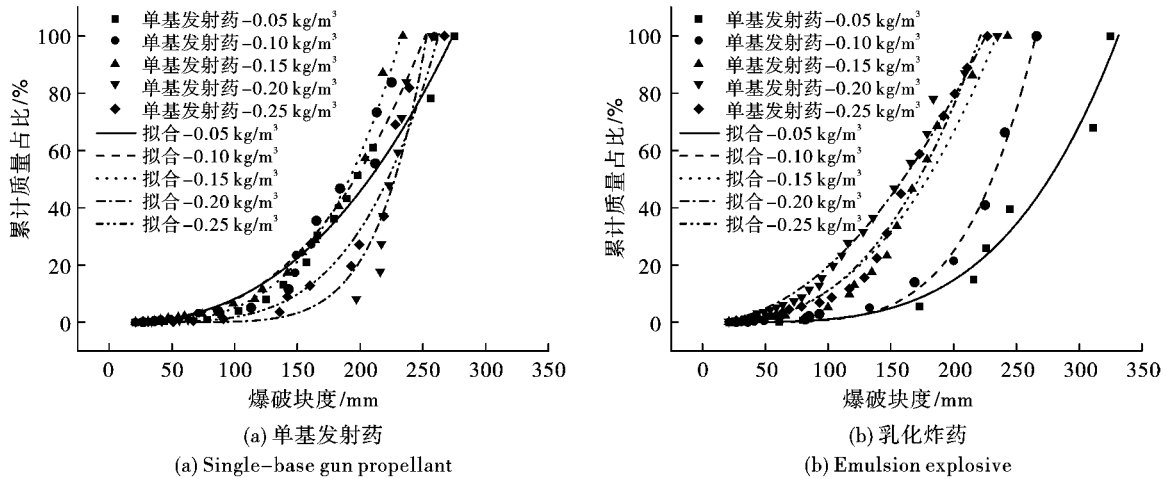 单基发射药-0.05 kg/m³
单基发射药-0.10 kg/m³
单基发射药-0.15 kg/m³
单基发射药-0.20 kg/m³
单基发射药-0.25 kg/m³
拟合-0.05 kg/m³
拟合-0.10 kg/m³
拟合-0.15 kg/m³
拟合-0.20 kg/m³
拟合-0.25 kg/m³
100
80
60
40
20
0
累计质量占比/%
0 50 100 150 200 250 300 350
爆破块度/mm
(a) 单基发射药
(a) Single-base gun propellant
单基发射药-0.05 kg/m³
单基发射药-0.10 kg/m³
单基发射药-0.15 kg/m³
单基发射药-0.20 kg/m³
单基发射药-0.25 kg/m³
拟合-0.05 kg/m³
拟合-0.10 kg/m³
拟合-0.15 kg/m³
拟合-0.20 kg/m³
拟合-0.25 kg/m³
100
80
60
40
20
0
累计质量占比/%
0 50 100 150 200 250 300 350
爆破块度/mm
(b) 乳化炸药
(b) Emulsion explosive